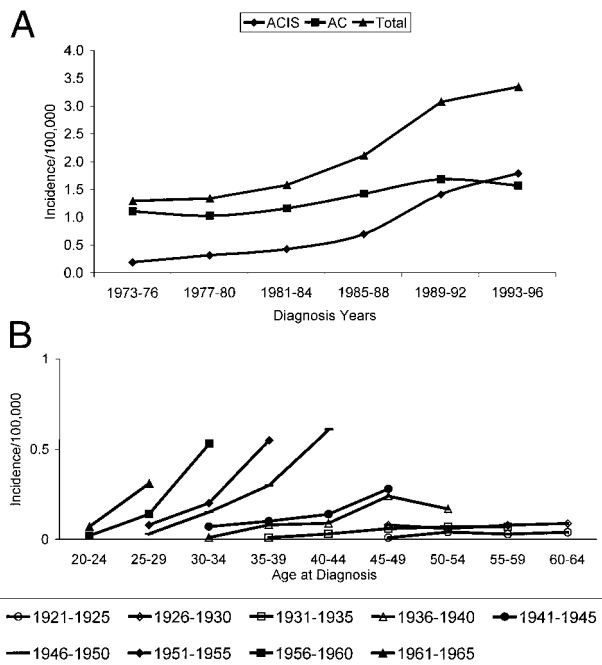 A
ACIS AC Total
4.0
3.5
3.0
2.5
2.0
1.5
1.0
0.5
0.0
Incidence/100,000
1973-76 1977-80 1981-84 1985-88 1989-92 1993-96
Diagnosis Years
B
1
0.5
0
Incidence/100,000
20-24 25-29 30-34 35-39 40-44 45-49 50-54 55-59 60-64
Age at Diagnosis
1921-1925 1926-1930 1931-1935 1936-1940 1941-1945
1946-1950 1951-1955 1956-1960 1961-1965